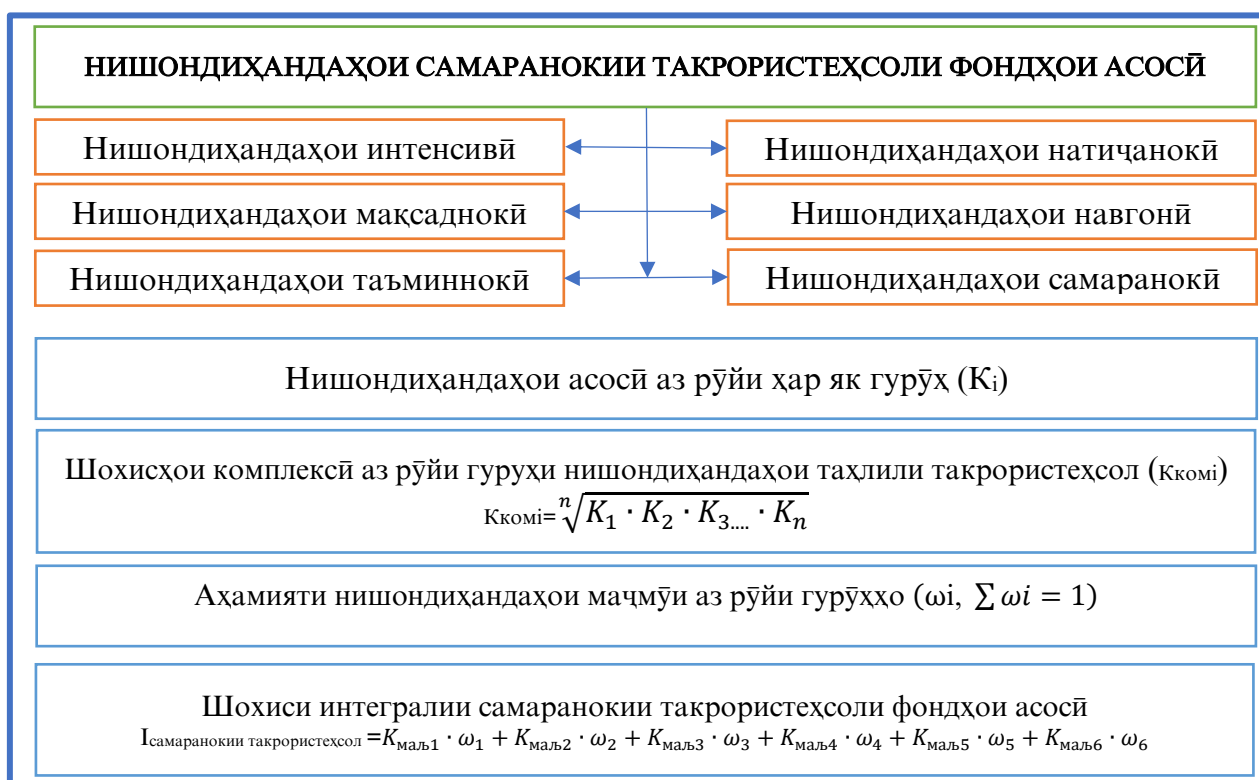 НИШОНДИҲАНДАҲОИ САМАРАНОКИИ ТАКРОРИСТЕҲСОЛИ ФОНДҲОИ АСОСӢ
Нишондиҳандаҳои интенсивӣ
Нишондиҳандаҳои натиҷанокӣ
Нишондиҳандаҳои мақсаднокӣ
Нишондиҳандаҳои навгонӣ
Нишондиҳандаҳои таъминнокӣ
Нишондиҳандаҳои самаранокӣ
Нишондиҳандаҳои асосӣ аз рӯйи ҳар як гурӯҳ (Кi)
Шохисҳои комплексӣ аз рӯйи гуруҳи нишондиҳандаҳои таҳлили такрористеҳсол (Kкомi)
Kкомi=ⁿ√K₁ · K₂ · K₃.... · Kₙ
Аҳамияти нишондиҳандаҳои маҷмӯи аз рӯйи гурӯҳҳо (ωi, ∑ ωi = 1)
Шохиси интегралии самаранокии такрористеҳсоли фондҳои асосӣ
Iсамаранокии такрористеҳсол =Kмаљ1 · ω₁ + Kмаљ2 · ω₂ + Kмаљ3 · ω₃ + Kмаљ4 · ω₄ + Kмаљ5 · ω₅ + Kмаљ6 · ω₆